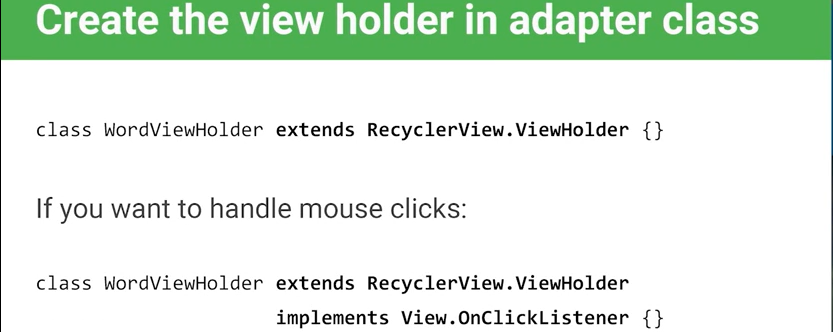 Create the view holder in adapter class
class WordViewHolder extends RecyclerView.ViewHolder {}
If you want to handle mouse clicks:
class WordViewHolder extends RecyclerView.ViewHolder
implements View.OnClickListener {}